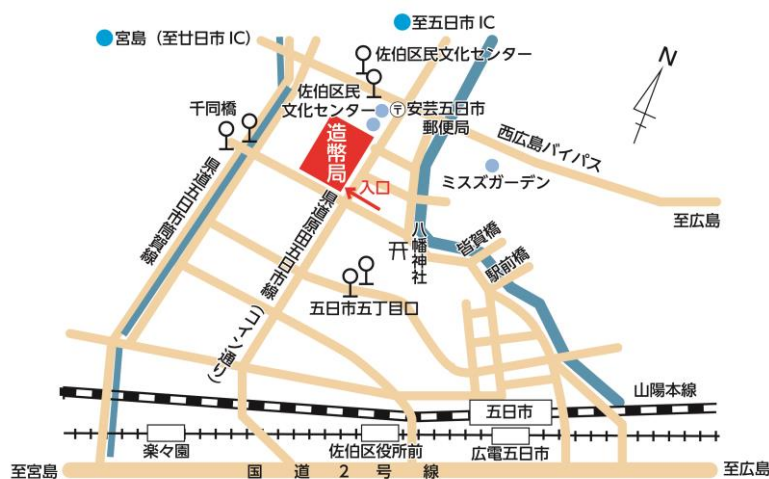 至五日市 IC
宮島（至廿日市 IC）
佐伯区民文化センター
佐伯区民
文化センター
〒安芸五日市
郵便局
千同橋
造幣局
西広島バイパス
N
ミスズガーデン
入口
至広島
県道五日市筒賀線
県道原田五日市線（コイン通り）
八幡神社
皆賀橋
駅前橋
五日市五丁目口
山陽本線
五日市
楽々園
佐伯区役所前
広電五日市
至宮島
国道2号線
至広島